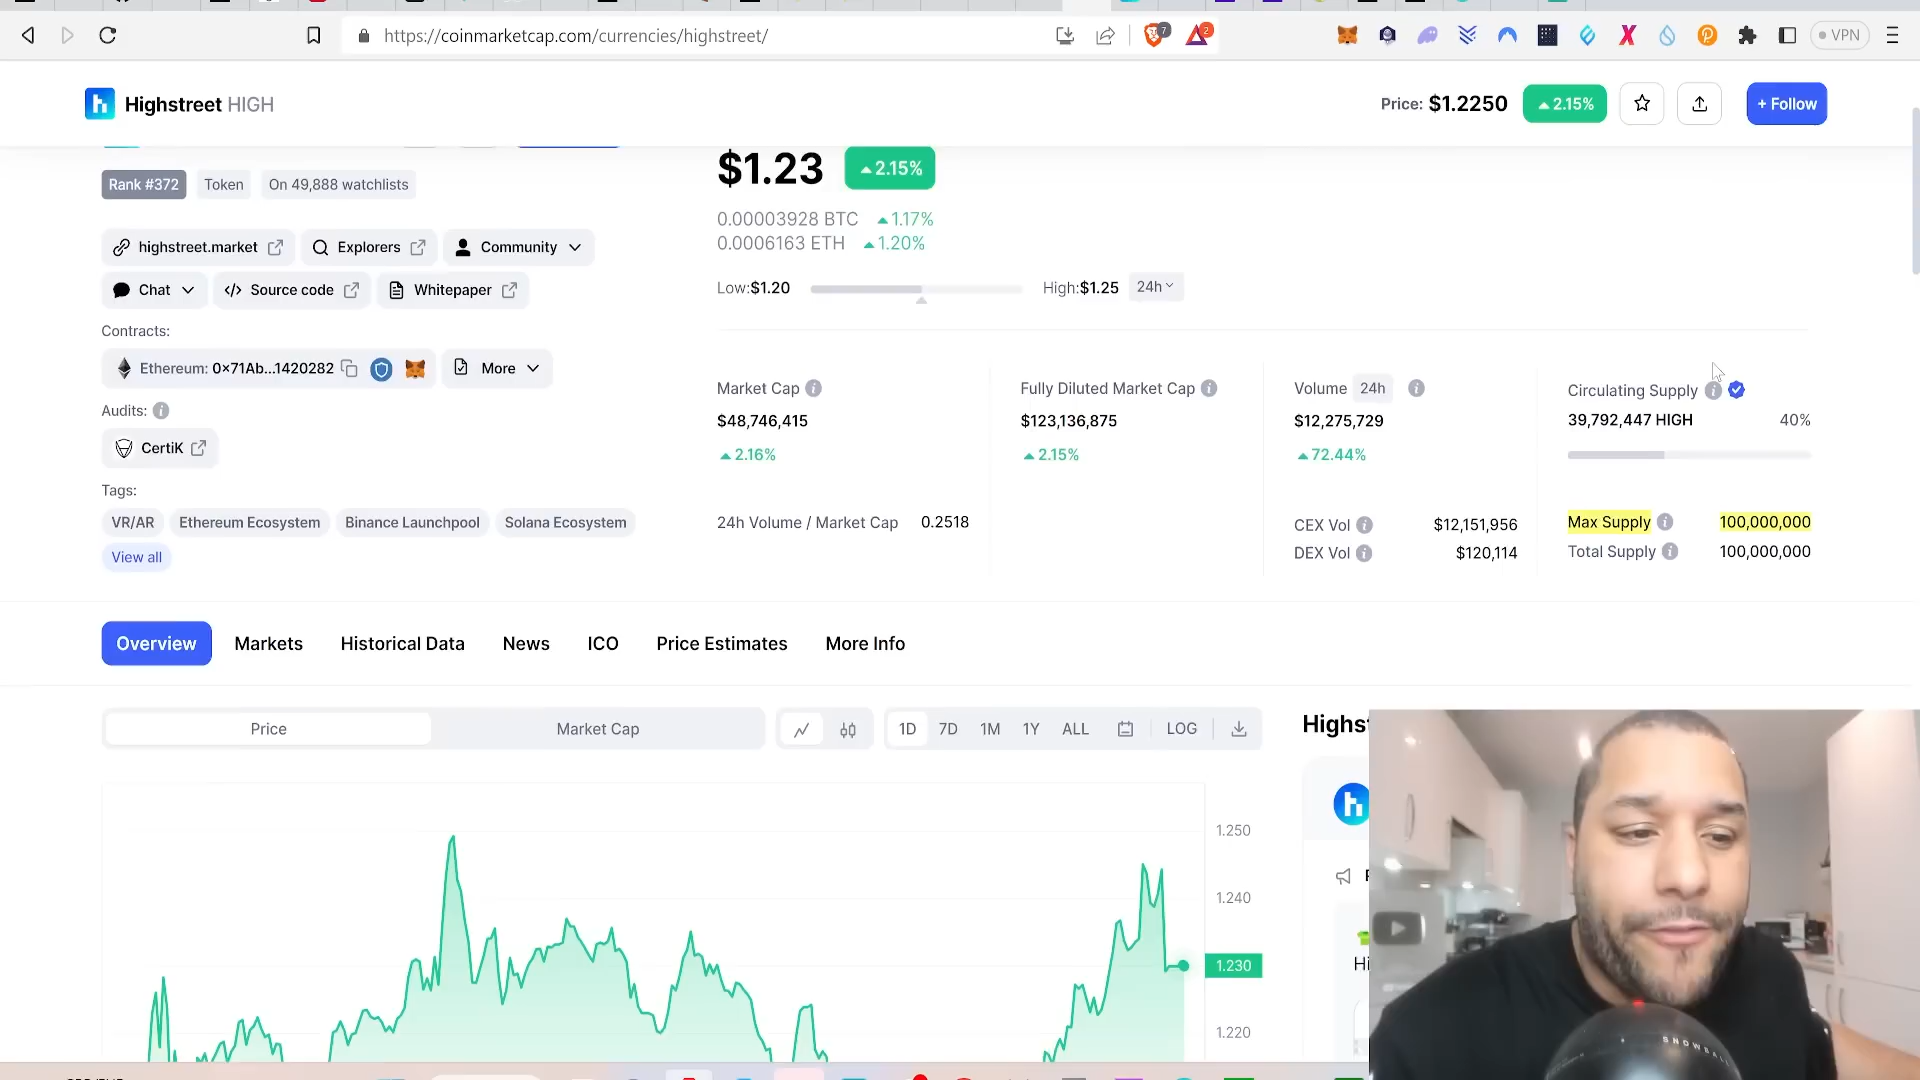 https://coinmarketcap.com/currencies/highstreet/
7
2
VPN
Highstreet HIGH
Price: $1.2250
2.15%
+ Follow
Rank #372
Token
On 49,888 watchlists
highstreet.market
Explorers
Community
Chat
Source code
Whitepaper
Contracts:
Ethereum: 0x71Ab...1420282
More
Audits:
CertiK
Tags:
VR/AR
Ethereum Ecosystem
Binance Launchpool
Solana Ecosystem
View all
$1.23
2.15%
0.00003928 BTC 1.17%
0.0006163 ETH 1.20%
Low:$1.20
High:$1.25
24h
Market Cap
$48,746,415
2.16%
24h Volume / Market Cap 0.2518
Fully Diluted Market Cap
$123,136,875
2.15%
Volume 24h
$12,275,729
72.44%
CEX Vol $12,151,956
DEX Vol $120,114
Circulating Supply
39,792,447 HIGH 40%
Max Supply 100,000,000
Total Supply 100,000,000
Overview
Markets
Historical Data
News
ICO
Price Estimates
More Info
Price
Market Cap
1D
7D
1M
1Y
ALL
LOG
1.250
1.240
1.230
1.220